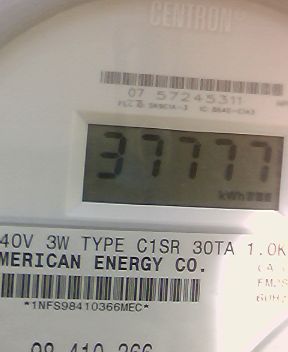 CENTRON
07 57245311
37777
kWh
40V 3W TYPE C1SR 30TA 1.0K
MERICAN ENERGY CO.
*1NFS98410366MEC*
98 410 366